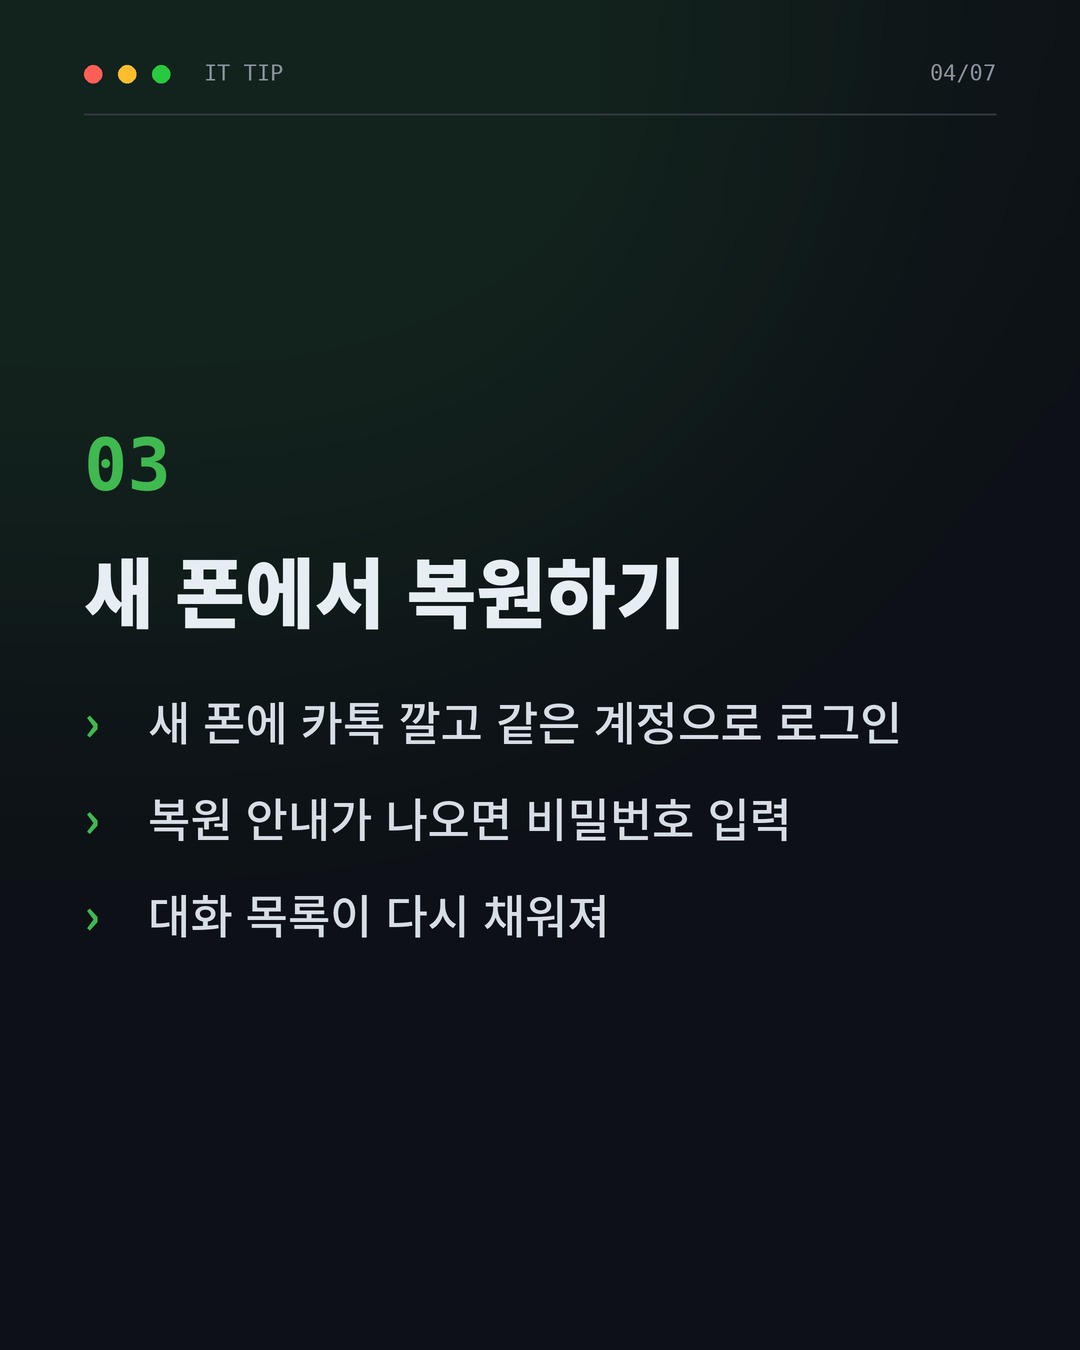 IT TIP 04/07
03
새 폰에서 복원하기
› 새 폰에 카톡 깔고 같은 계정으로 로그인
› 복원 안내가 나오면 비밀번호 입력
› 대화 목록이 다시 채워져